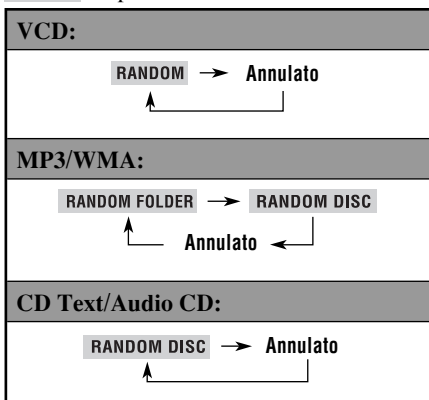 VCD:
RANDOM → Annulato
MP3/WMA:
RANDOM FOLDER → RANDOM DISC
Annulato
CD Text/Audio CD:
RANDOM DISC → Annulato